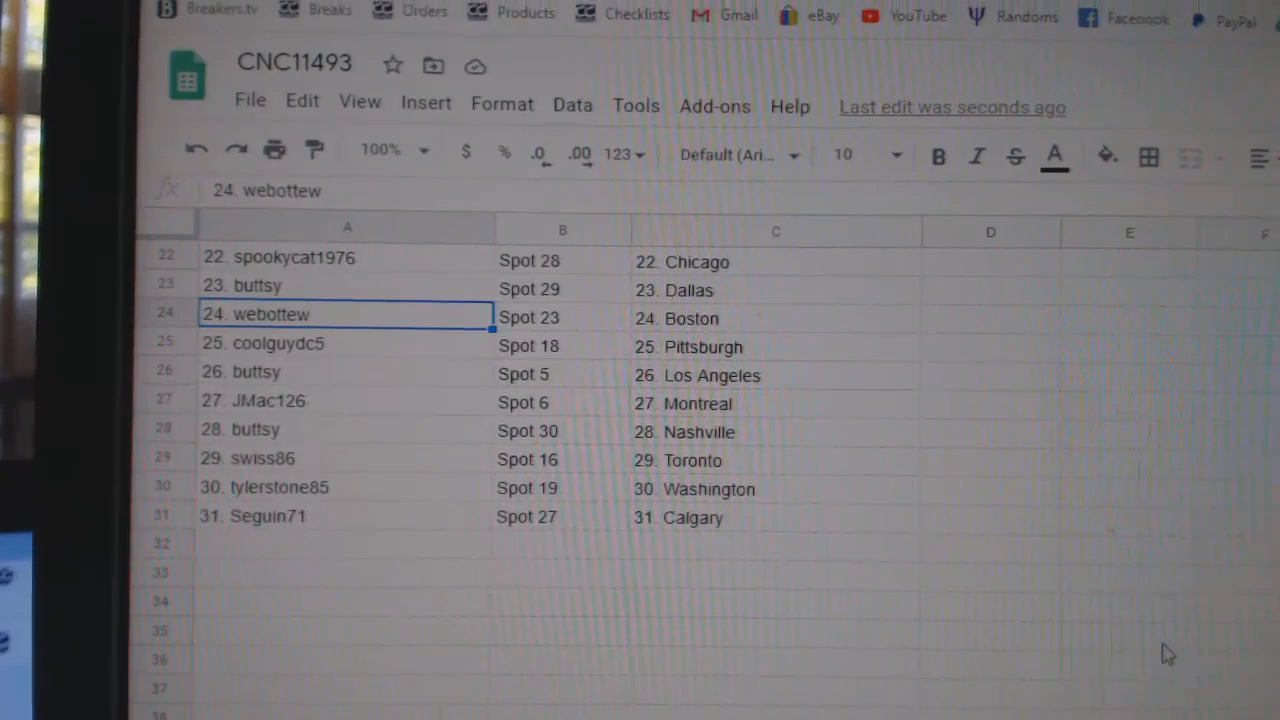 Breakers.tv Breaks Orders Products Checklists Gmail eBay YouTube Randoms Facebook PayPal
CNC11493
File Edit View Insert Format Data Tools Add-ons Help Last edit was seconds ago
100% $ % .0 .00 123 Default (Ari... 10 B I S A
fx 24. webottew
A B C D E F
22 22. spookycat1976 Spot 28 22. Chicago
23 23. buttsy Spot 29 23. Dallas
24 24. webottew Spot 23 24. Boston
25 25. coolguydc5 Spot 18 25. Pittsburgh
26 26. buttsy Spot 5 26. Los Angeles
27 27. JMac126 Spot 6 27. Montreal
28 28. buttsy Spot 30 28. Nashville
29 29. swiss86 Spot 16 29. Toronto
30 30. tylerstone85 Spot 19 30. Washington
31 31. Seguin71 Spot 27 31. Calgary
32
33
34
35
36
37
38